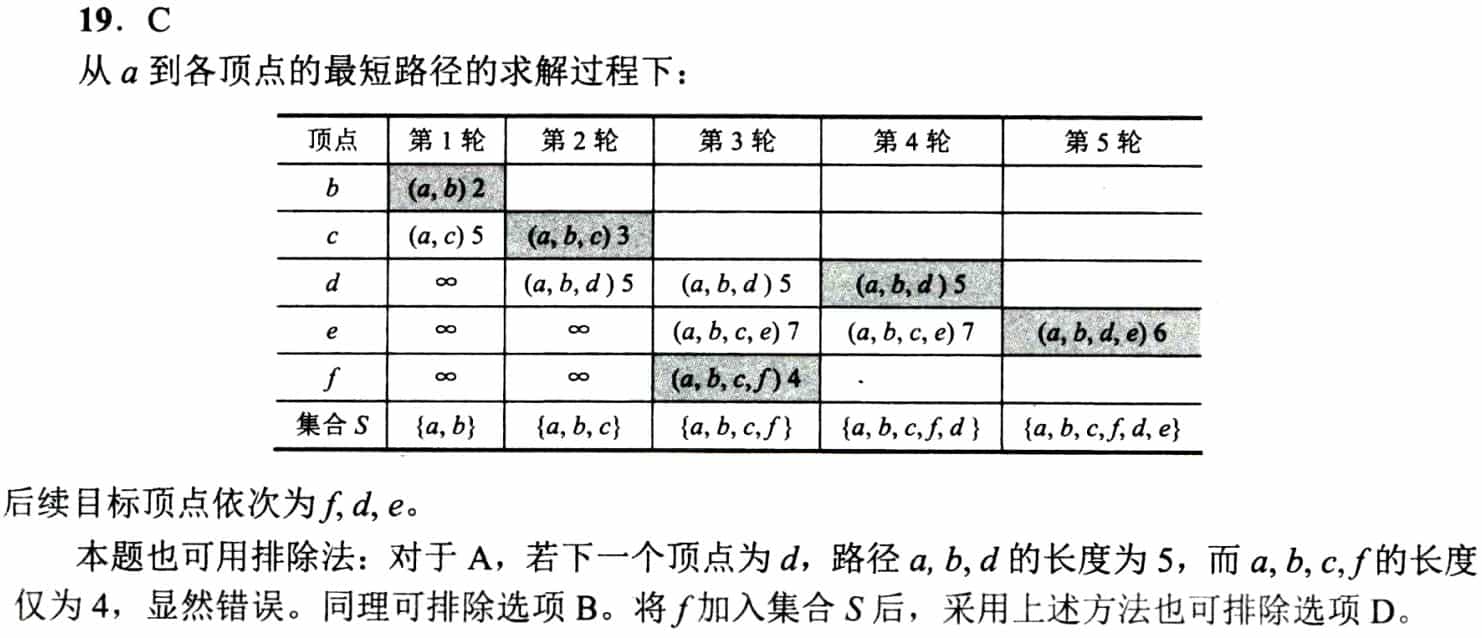 19．C
从 a 到各顶点的最短路径的求解过程下：
顶点 第 1 轮 第 2 轮 第 3 轮 第 4 轮 第 5 轮
b (a, b) 2
c (a, c) 5 (a, b, c) 3
d ∞ (a, b, d ) 5 (a, b, d ) 5 (a, b, d ) 5
e ∞ ∞ (a, b, c, e) 7 (a, b, c, e) 7 (a, b, d, e) 6
f ∞ ∞ (a, b, c, f ) 4
集合 S {a, b} {a, b, c} {a, b, c, f } {a, b, c, f, d } {a, b, c, f, d, e}
后续目标顶点依次为 f, d, e。
本题也可用排除法：对于 A，若下一个顶点为 d，路径 a, b, d 的长度为 5，而 a, b, c, f 的长度
仅为 4，显然错误。同理可排除选项 B。将 f 加入集合 S 后，采用上述方法也可排除选项 D。